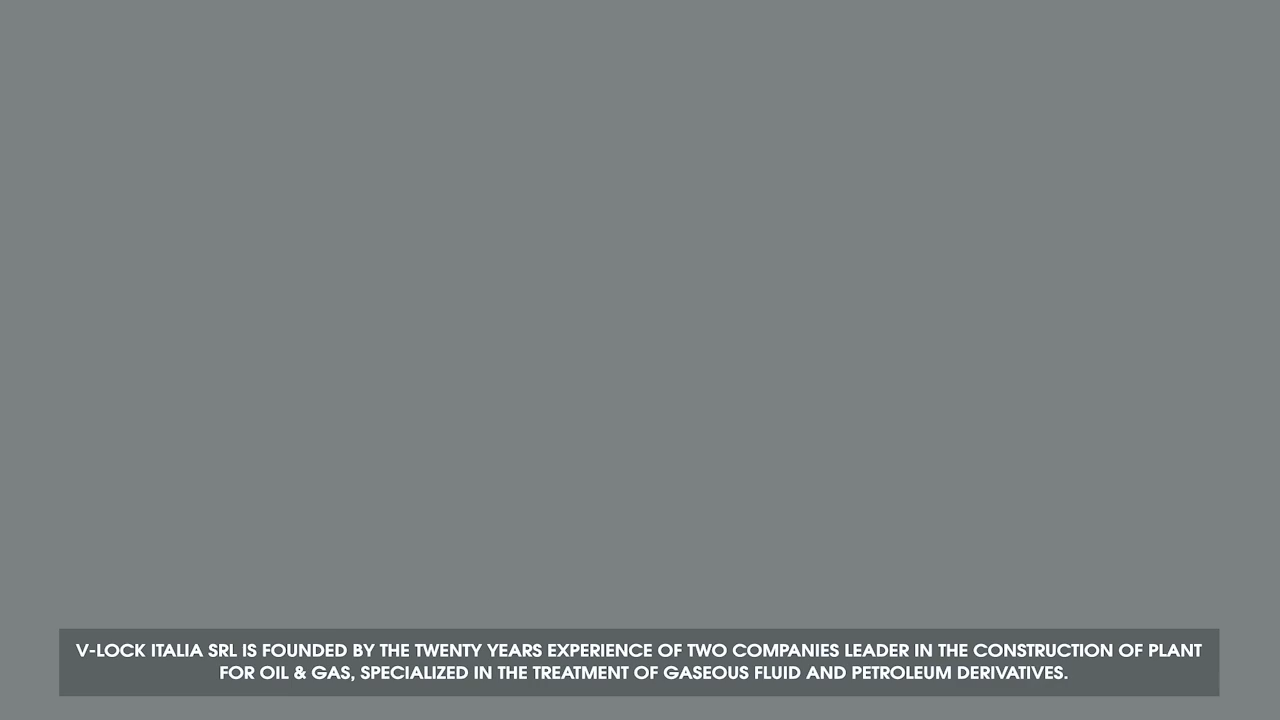 V-LOCK ITALIA SRL IS FOUNDED BY THE TWENTY YEARS EXPERIENCE OF TWO COMPANIES LEADER IN THE CONSTRUCTION OF PLANT
FOR OIL & GAS, SPECIALIZED IN THE TREATMENT OF GASEOUS FLUID AND PETROLEUM DERIVATIVES.